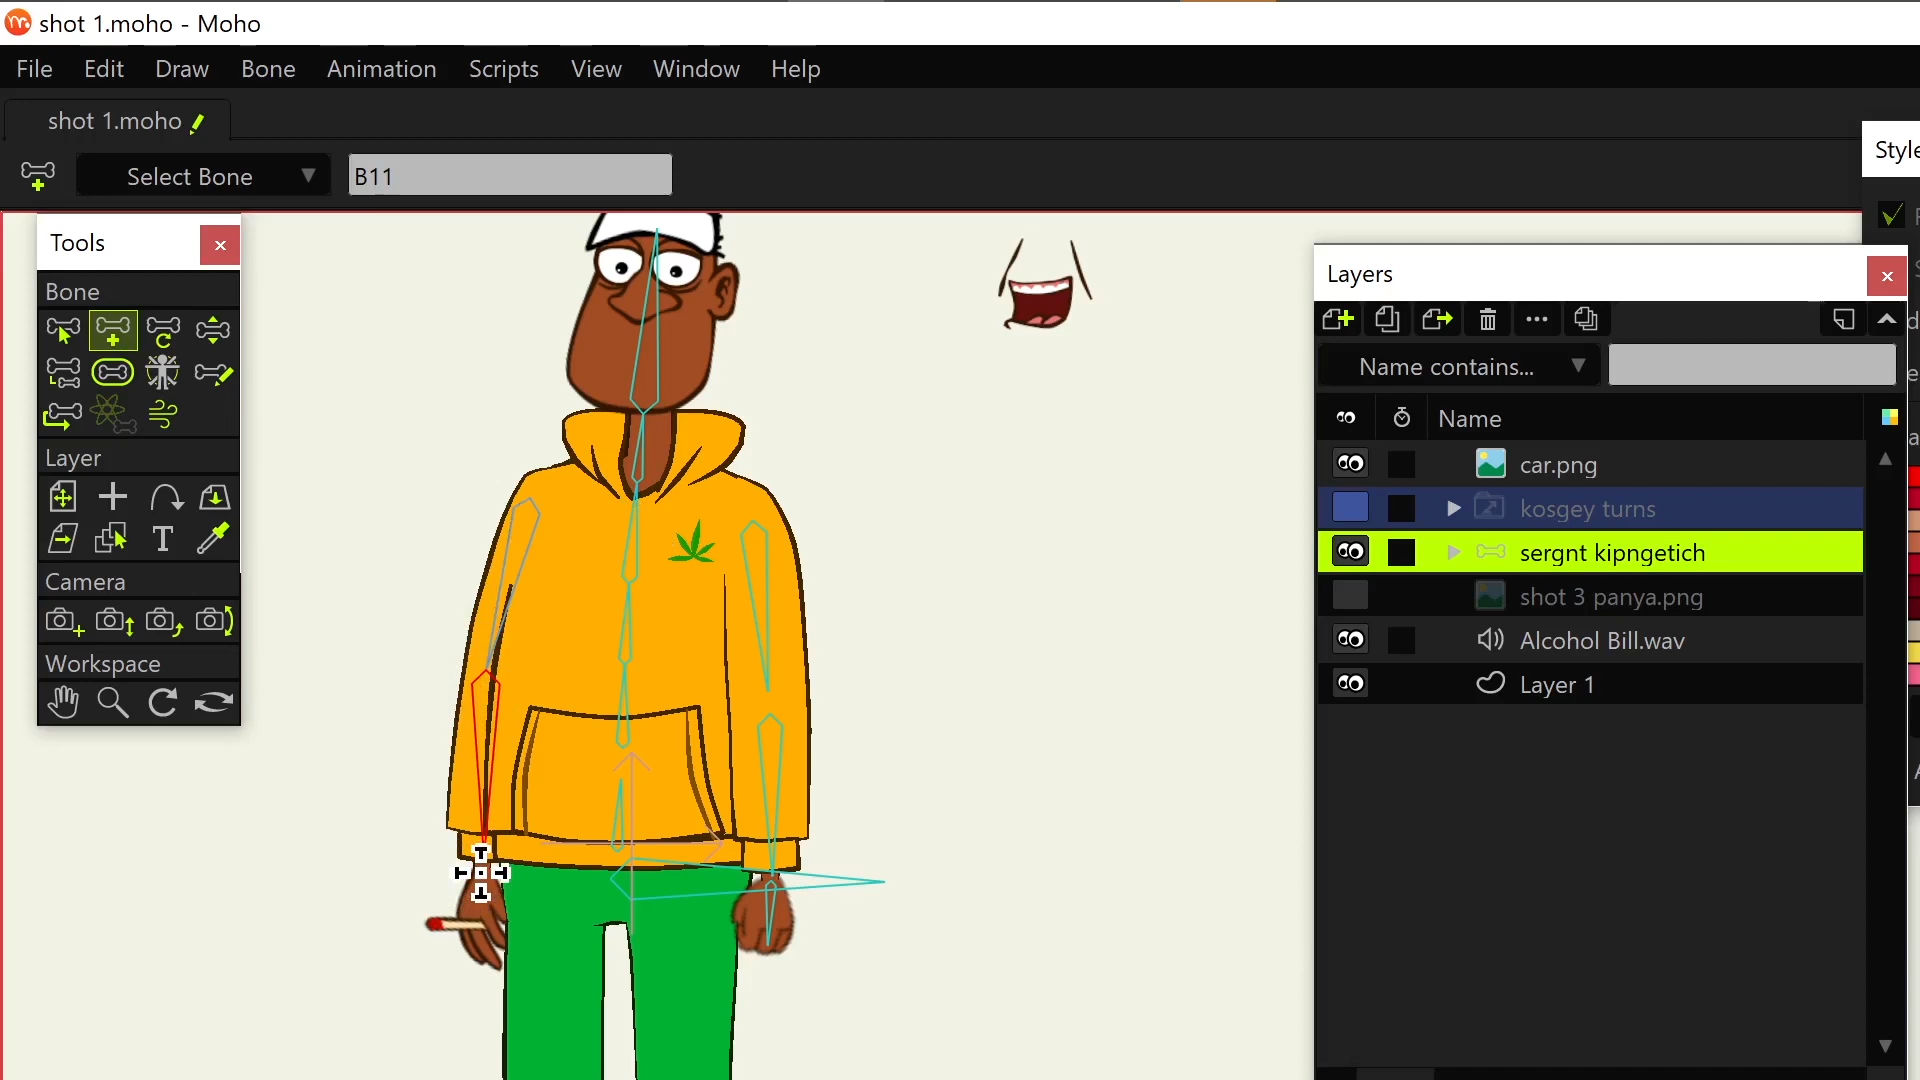 shot 1.moho - Moho
File Edit Draw Bone Animation Scripts View Window Help
shot 1.moho
Select Bone B11
Style
Tools
Bone
Layer
Camera
Workspace
Layers
Name contains...
Name
car.png
kosgey turns
sergnt kipngetich
shot 3 panya.png
Alcohol Bill.wav
Layer 1